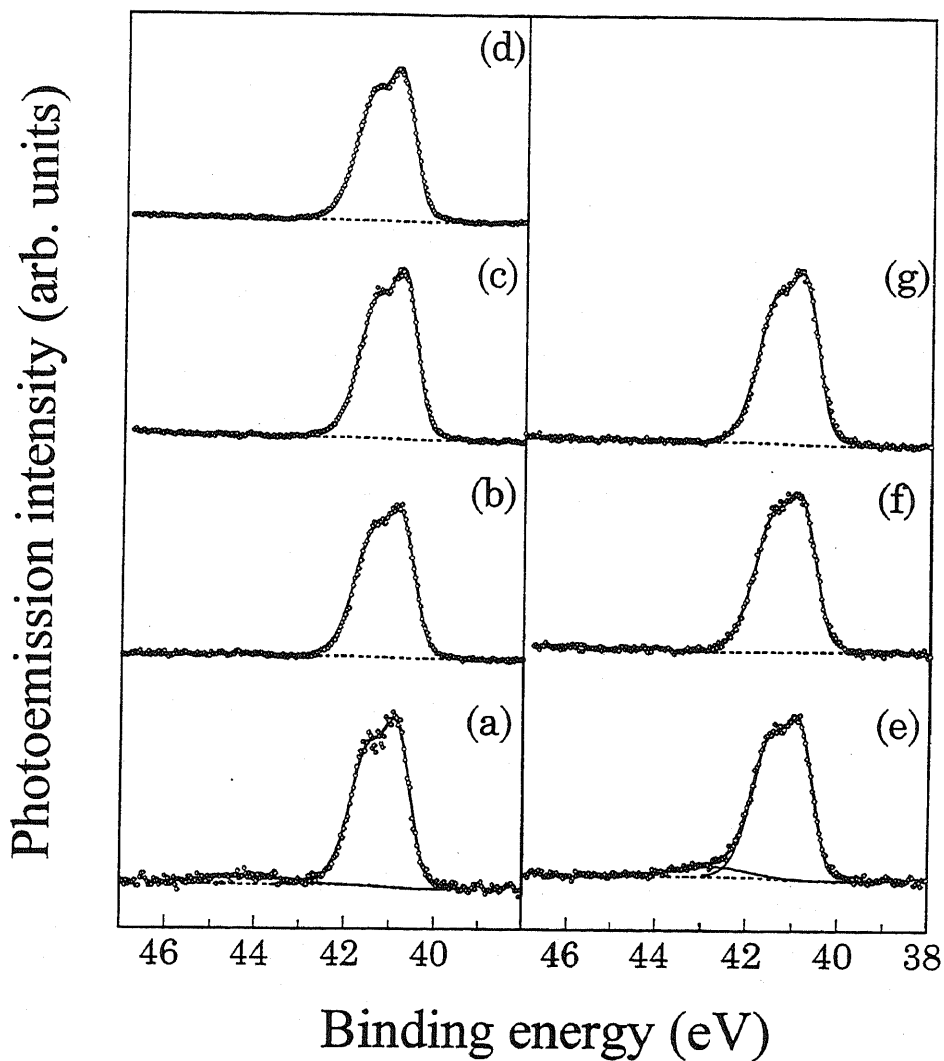 Photoemission intensity (arb. units)
(d)
(c)
(g)
(b)
(f)
(a)
(e)
46 44 42 40 46 44 42 40 38
Binding energy (eV)